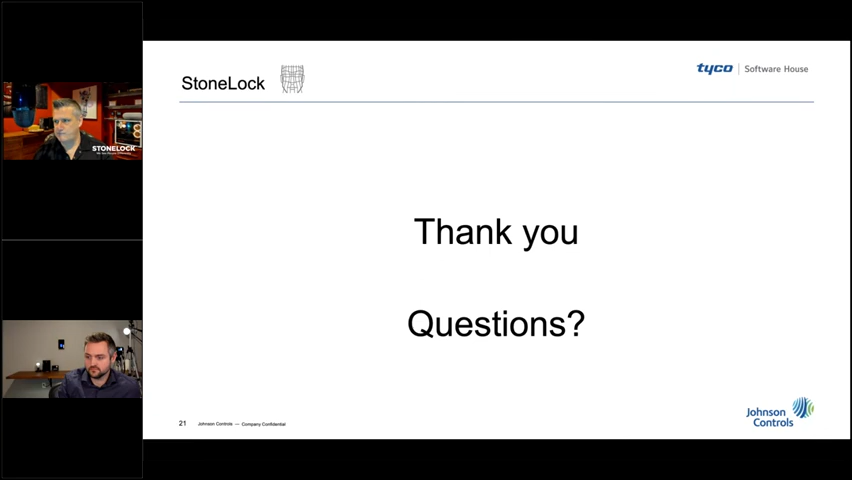 StoneLock
tyco | Software House
STONELOCK
Thank you
Questions?
21 Johnson Controls — Company Confidential
Johnson
Controls